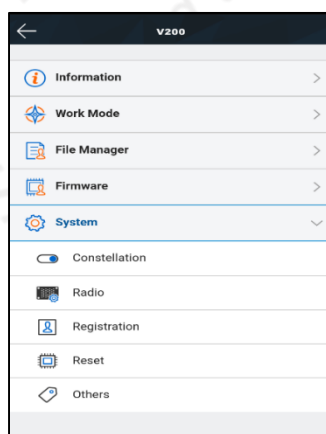 V200
Information
Work Mode
File Manager
Firmware
System
Constellation
Radio
Registration
Reset
Others